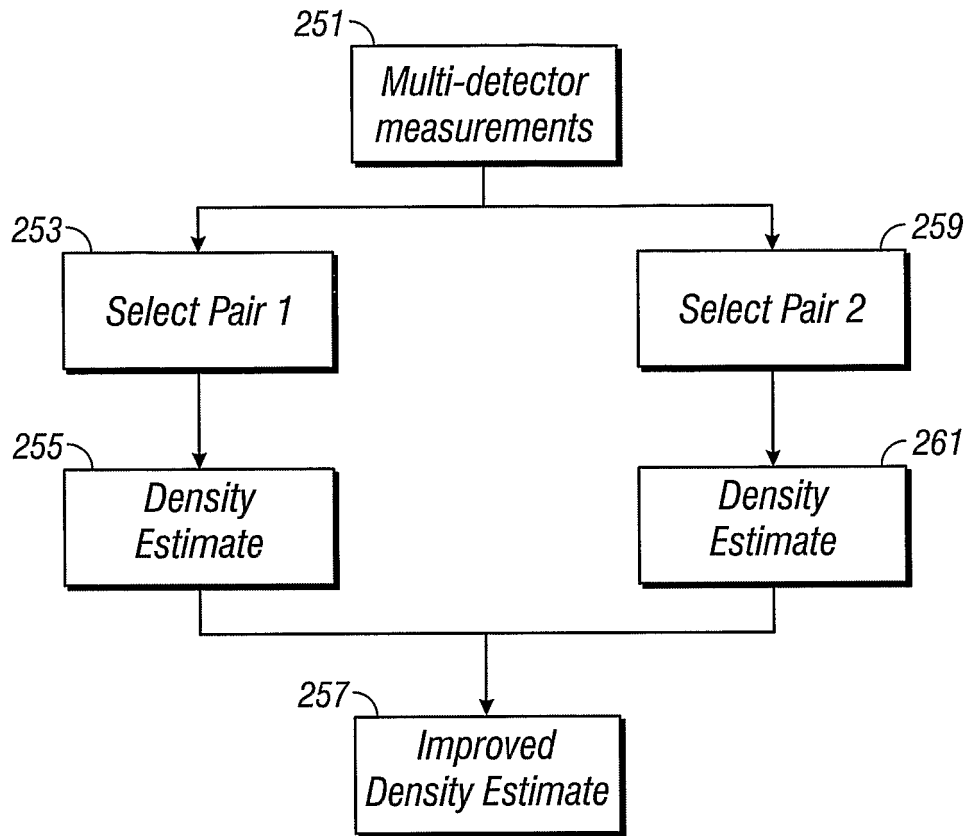 251
Multi-detector
measurements
253
Select Pair 1
259
Select Pair 2
255
Density
Estimate
261
Density
Estimate
257
Improved
Density Estimate